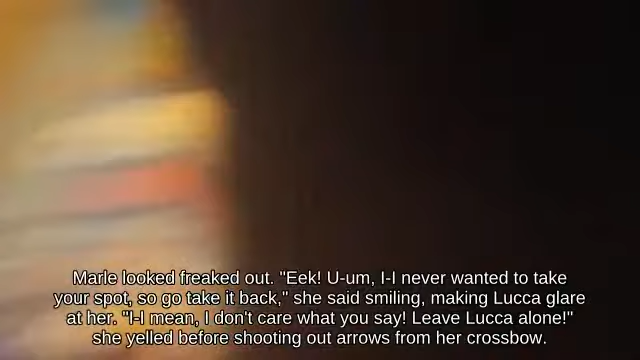 Marle looked freaked out. "Eek! U-um, I-I never wanted to take
your spot, so go take it back," she said smiling, making Lucca glare
at her. "I-I mean, I don't care what you say! Leave Lucca alone!"
she yelled before shooting out arrows from her crossbow.